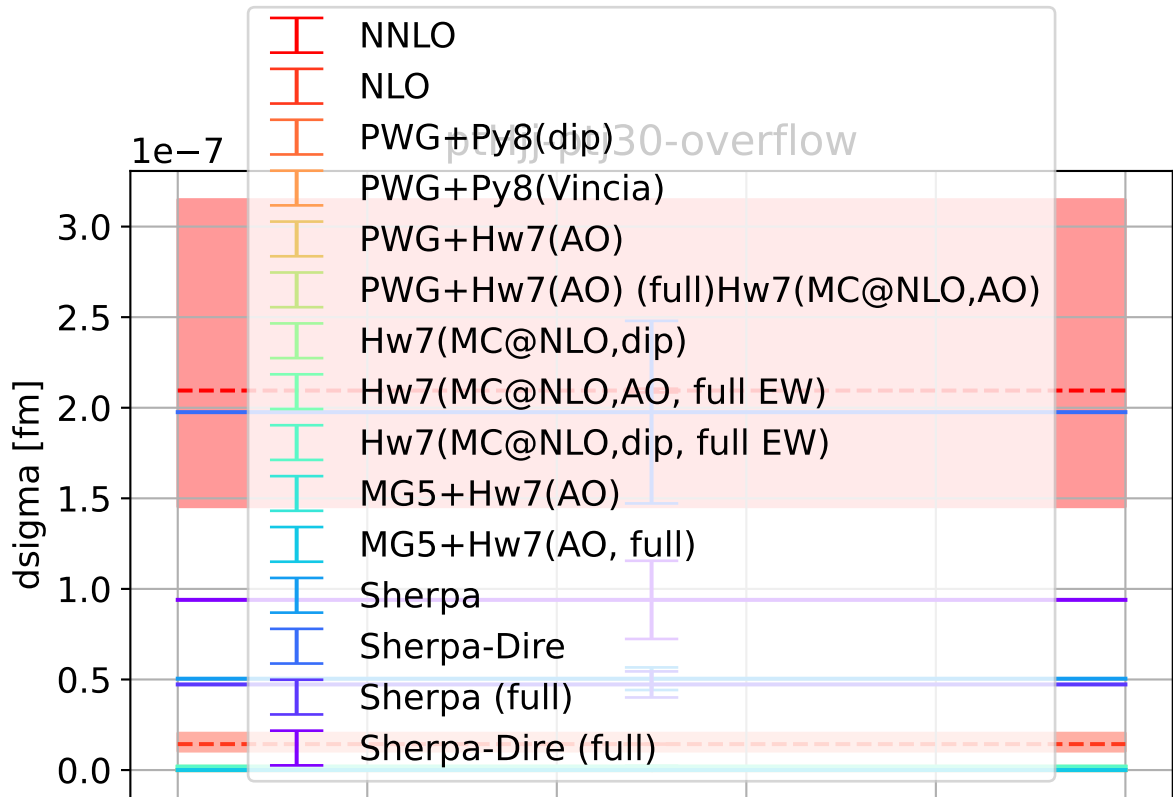 NNLO
NLO
PWG+Py8(dip)
ptHjj-ptj30-overflow
1e−7
PWG+Py8(Vincia)
3.0
PWG+Hw7(AO)
PWG+Hw7(AO) (full)Hw7(MC@NLO,AO)
2.5
Hw7(MC@NLO,dip)
Hw7(MC@NLO,AO, full EW)
2.0
Hw7(MC@NLO,dip, full EW)
dsigma [fm]
1.5
MG5+Hw7(AO)
MG5+Hw7(AO, full)
1.0
Sherpa
Sherpa-Dire
0.5
Sherpa (full)
Sherpa-Dire (full)
0.0